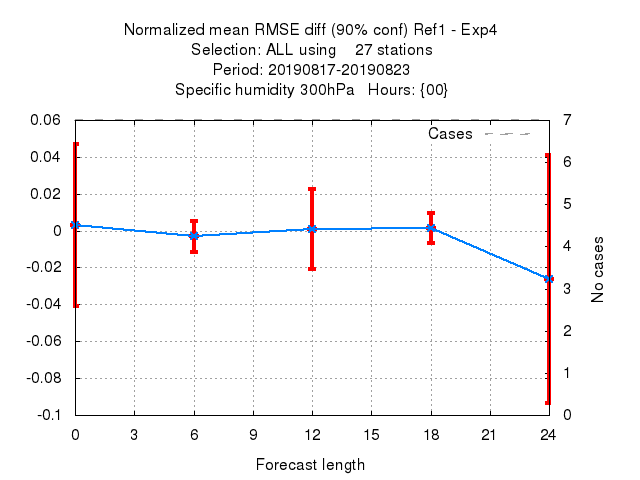 Normalized mean RMSE diff (90% conf) Ref1 - Exp4
Selection: ALL using 27 stations
Period: 20190817-20190823
Specific humidity 300hPa Hours: {00}
Cases
0.06
0.04
0.02
0
-0.02
-0.04
-0.06
-0.08
-0.1
7
6
5
4
3
2
1
0
No cases
0 3 6 9 12 15 18 21 24
Forecast length